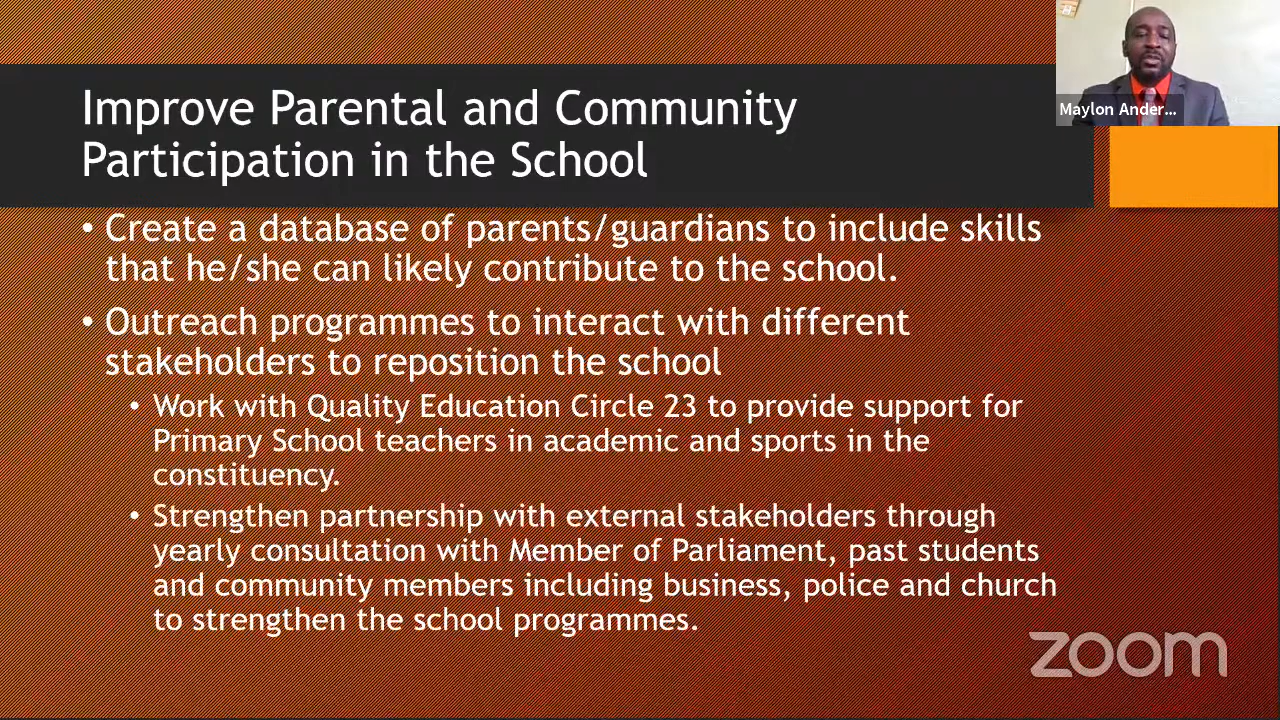 Improve Parental and Community
Participation in the School
Maylon Ander...
• Create a database of parents/guardians to include skills
that he/she can likely contribute to the school.
• Outreach programmes to interact with different
stakeholders to reposition the school
• Work with Quality Education Circle 23 to provide support for
Primary School teachers in academic and sports in the
constituency.
• Strengthen partnership with external stakeholders through
yearly consultation with Member of Parliament, past students
and community members including business, police and church
to strengthen the school programmes.
zoom